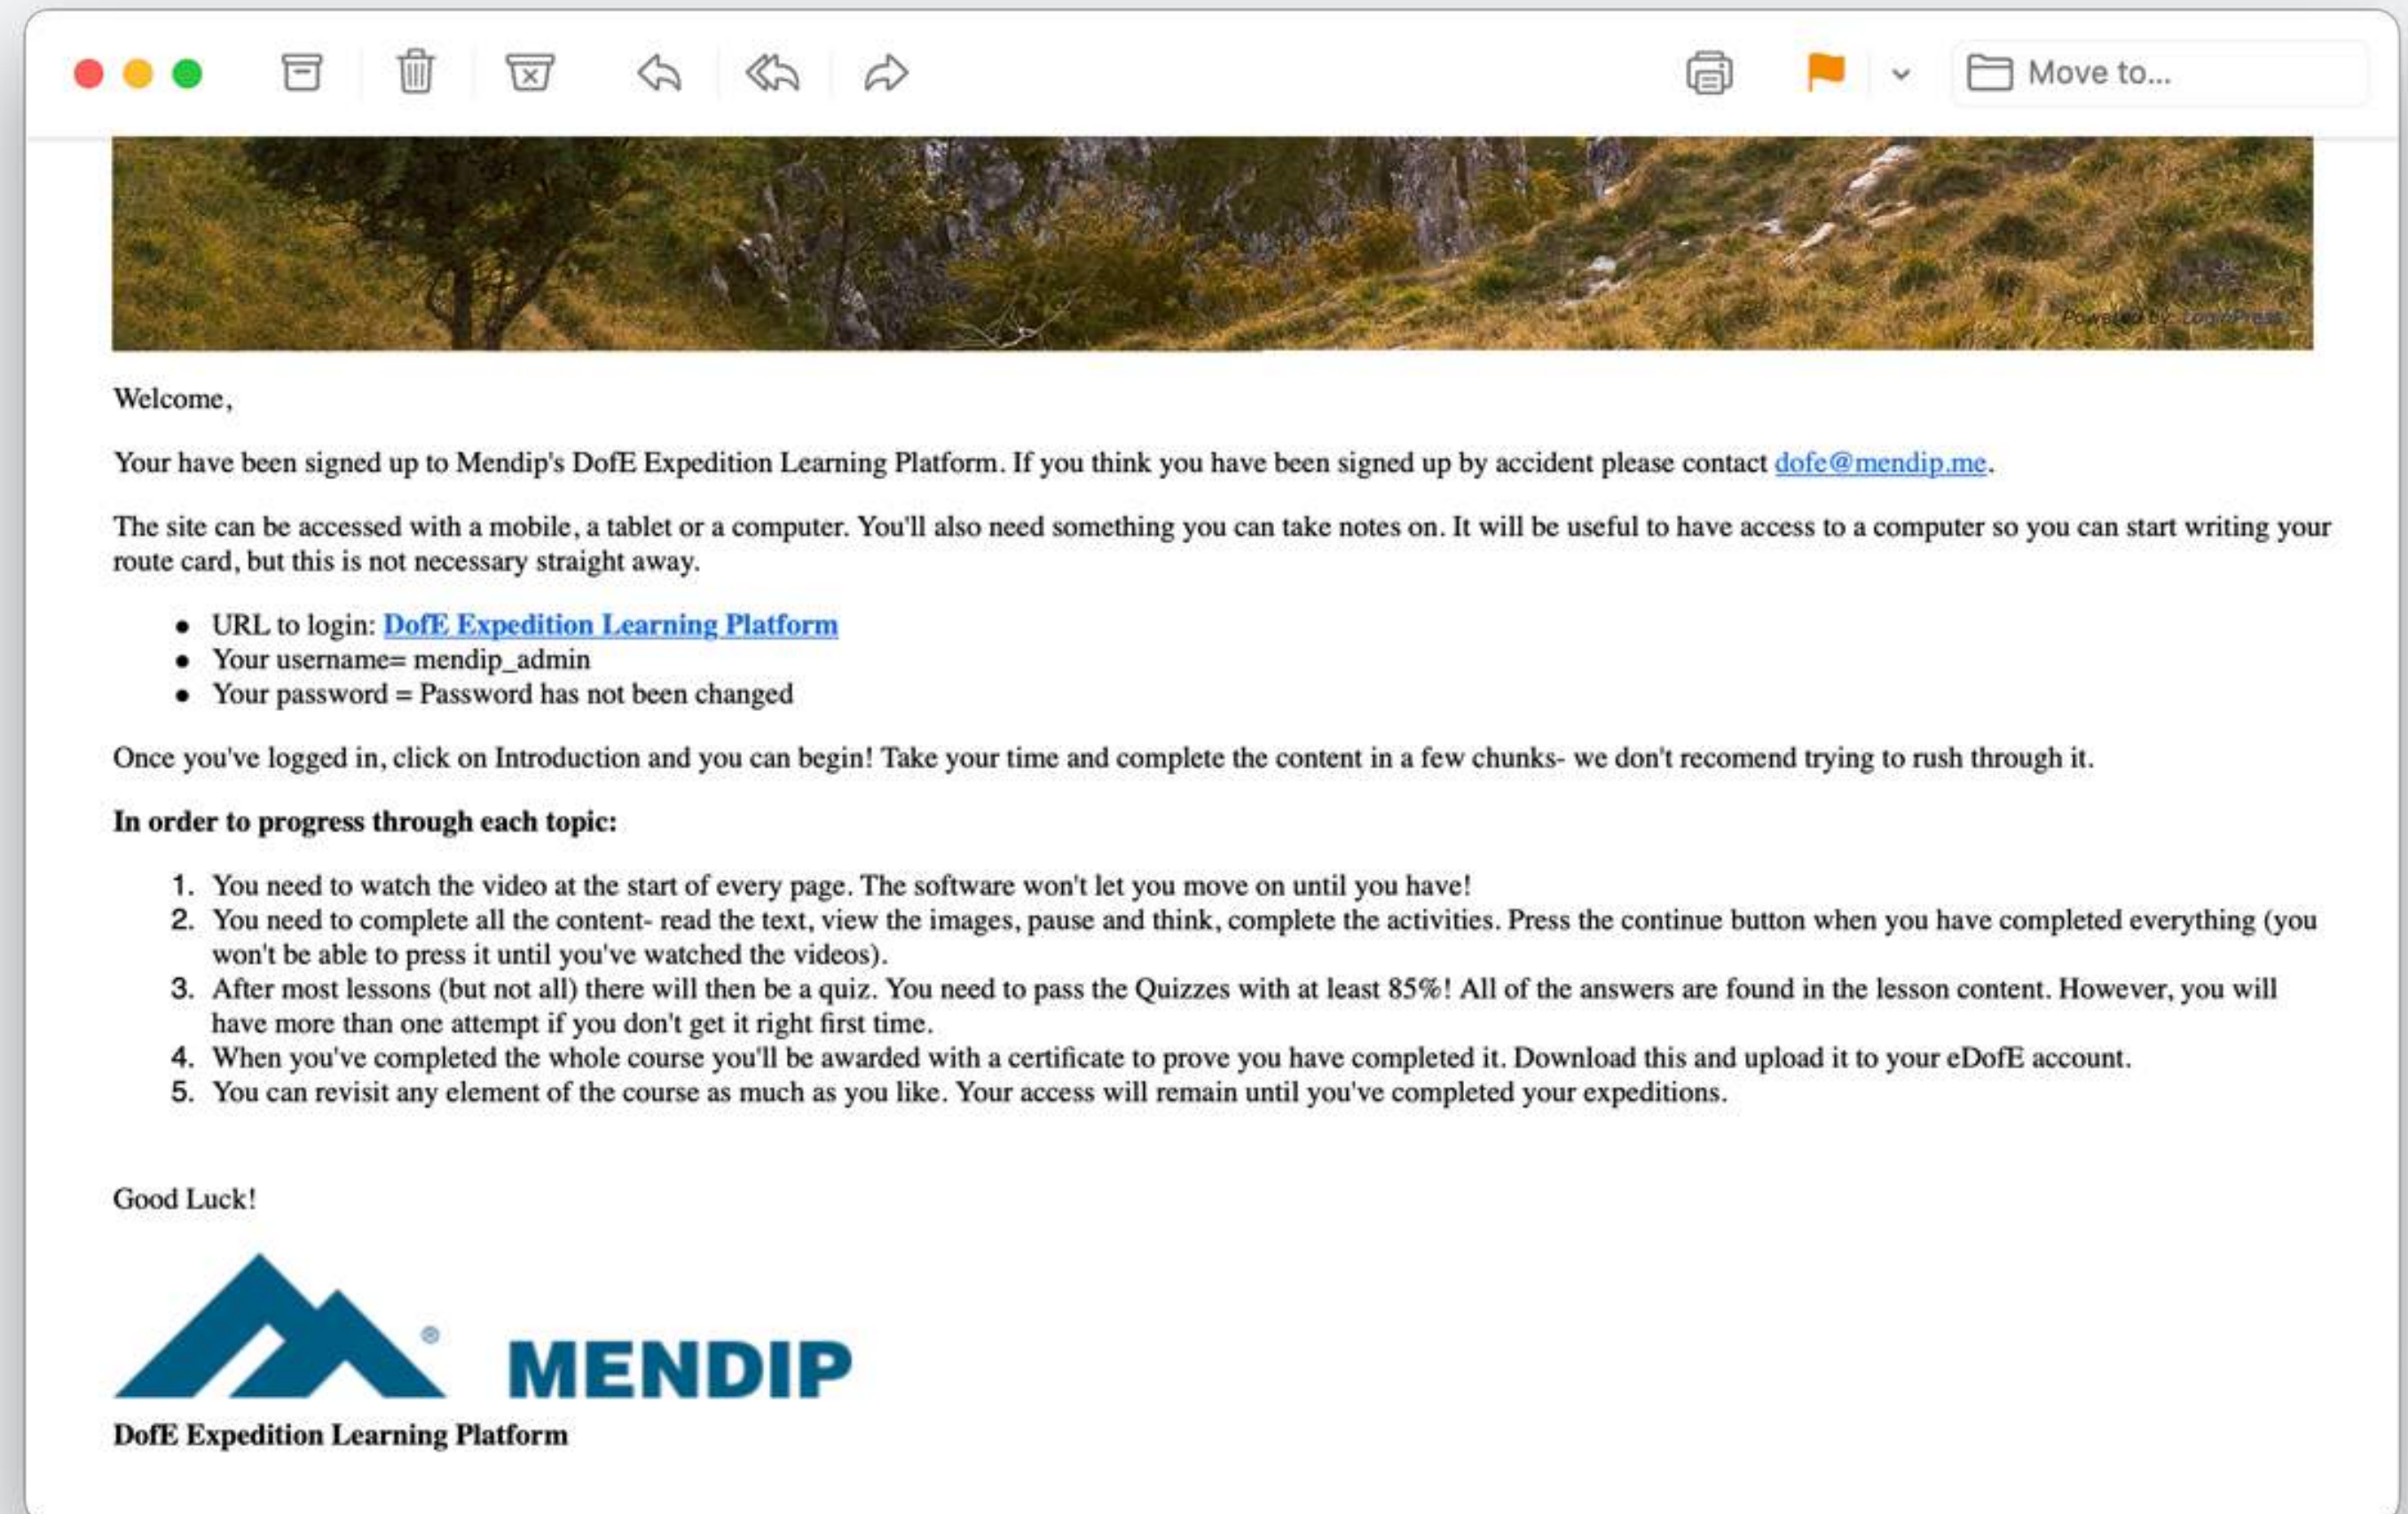 Move to...
Powered by: LoginPress
Welcome,
Your have been signed up to Mendip's DofE Expedition Learning Platform. If you think you have been signed up by accident please contact dofe@mendip.me.
The site can be accessed with a mobile, a tablet or a computer. You'll also need something you can take notes on. It will be useful to have access to a computer so you can start writing your
route card, but this is not necessary straight away.
● URL to login: DofE Expedition Learning Platform
● Your username= mendip_admin
● Your password = Password has not been changed
Once you've logged in, click on Introduction and you can begin! Take your time and complete the content in a few chunks- we don't recomend trying to rush through it.
In order to progress through each topic:
1. You need to watch the video at the start of every page. The software won't let you move on until you have!
2. You need to complete all the content- read the text, view the images, pause and think, complete the activities. Press the continue button when you have completed everything (you
won't be able to press it until you've watched the videos).
3. After most lessons (but not all) there will then be a quiz. You need to pass the Quizzes with at least 85%! All of the answers are found in the lesson content. However, you will
have more than one attempt if you don't get it right first time.
4. When you've completed the whole course you'll be awarded with a certificate to prove you have completed it. Download this and upload it to your eDofE account.
5. You can revisit any element of the course as much as you like. Your access will remain until you've completed your expeditions.
Good Luck!
® MENDIP
DofE Expedition Learning Platform